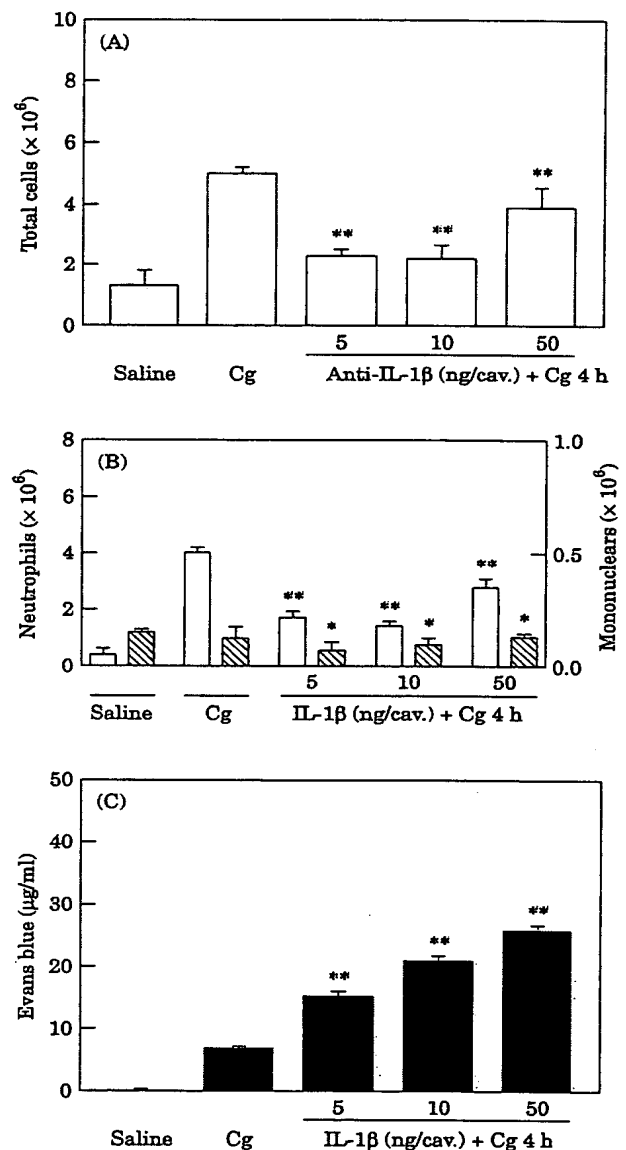 (A)
Total cells (× 10⁶)
10
8
6
4
2
0
** ** **
5 10 50
Saline Cg Anti-IL-1β (ng/cav.) + Cg 4 h
(B)
Neutrophils (× 10⁶)
8
6
4
2
0
** * ** * ** *
1.0
0.5
0.0
Mononuclears (× 10⁶)
5 10 50
Saline Cg IL-1β (ng/cav.) + Cg 4 h
(C)
Evans blue (μg/ml)
50
40
30
20
10
0
** ** **
5 10 50
Saline Cg IL-1β (ng/cav.) + Cg 4 h